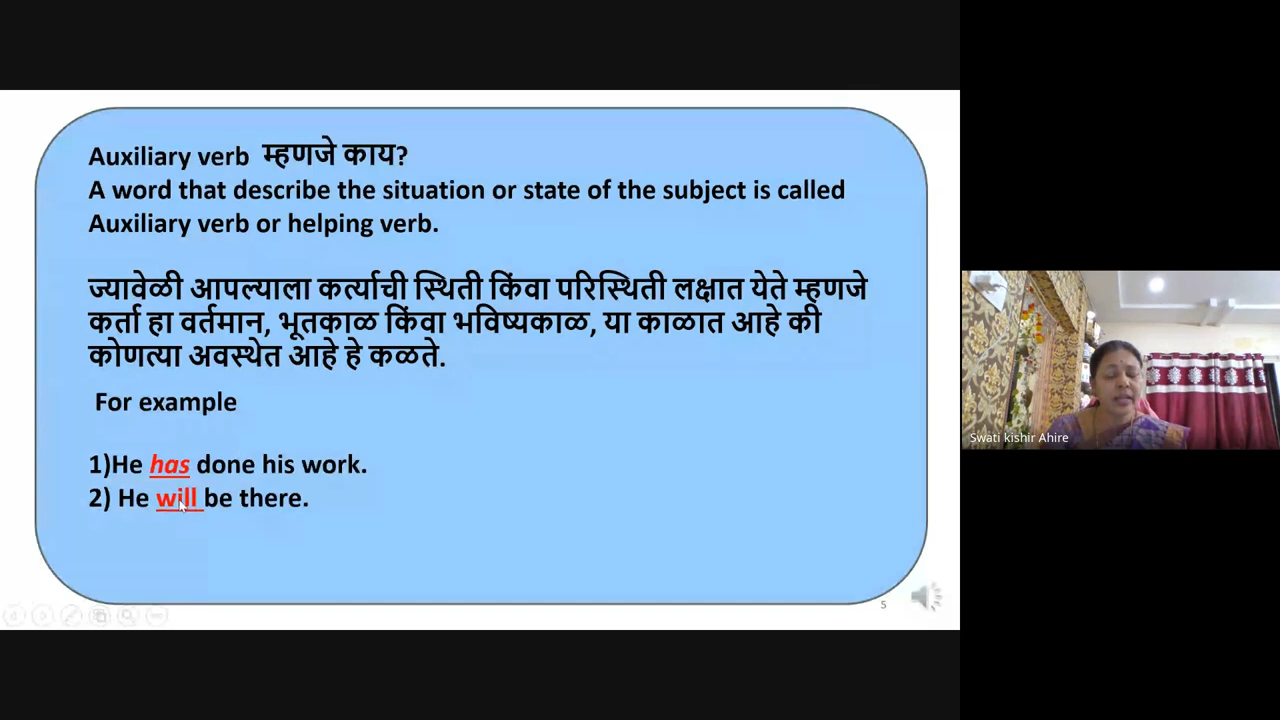 Auxiliary verb म्हणजे काय?
A word that describe the situation or state of the subject is called
Auxiliary verb or helping verb.
ज्यावेळी आपल्याला कर्त्याची स्थिती किंवा परिस्थिती लक्षात येते म्हणजे
कर्ता हा वर्तमान, भूतकाळ किंवा भविष्यकाळ, या काळात आहे की
कोणत्या अवस्थेत आहे हे कळते.
For example
1)He has done his work.
2) He will be there.
5
Swati kishir Ahire